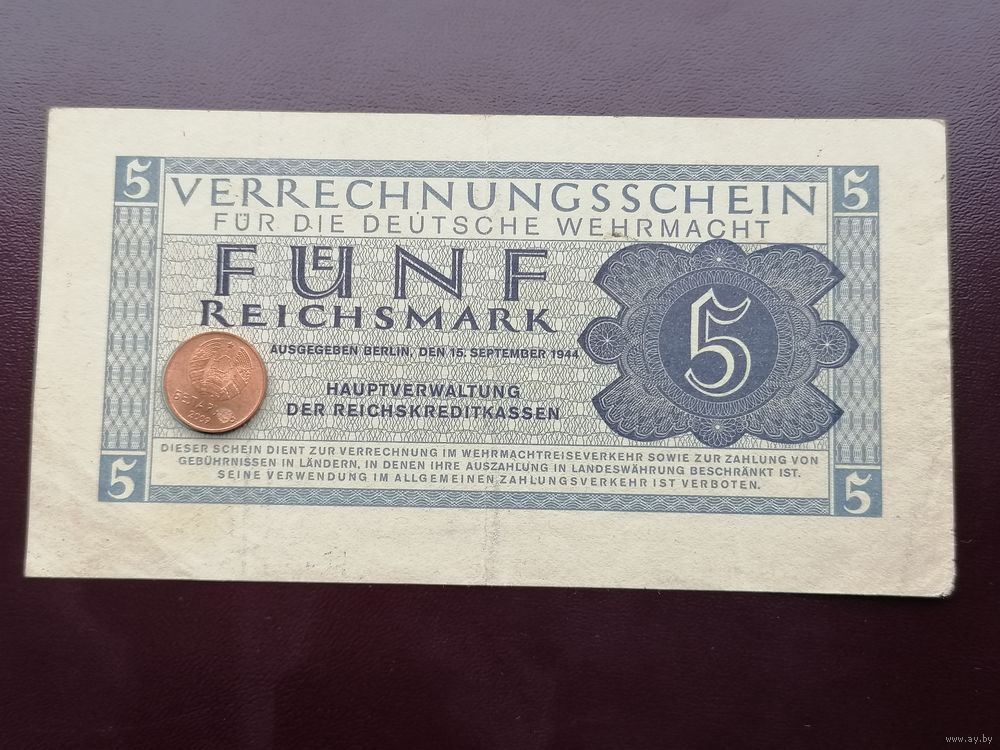 5 VERRECHNUNGSSCHEIN 5
FÜR DIE DEUTSCHE WEHRMACHT
FUENF
REICHSMARK
5
AUSGEGEBEN BERLIN, DEN 15. SEPTEMBER 1944
HAUPTVERWALTUNG
DER REICHSKREDITKASSEN
2009
DIESER SCHEIN DIENT ZUR VERRECHNUNG IM WEHRMACHTREISEVERKEHR SOWIE ZUR ZAHLUNG VON
GEBÜHRNISSEN IN LÄNDERN, IN DENEN IHRE AUSZAHLUNG IN LANDESWÄHRUNG BESCHRÄNKT IST.
SEINE VERWENDUNG IM ALLGEMEINEN ZAHLUNGSVERKEHR IST VERBOTEN.
5 5
www.ay.by